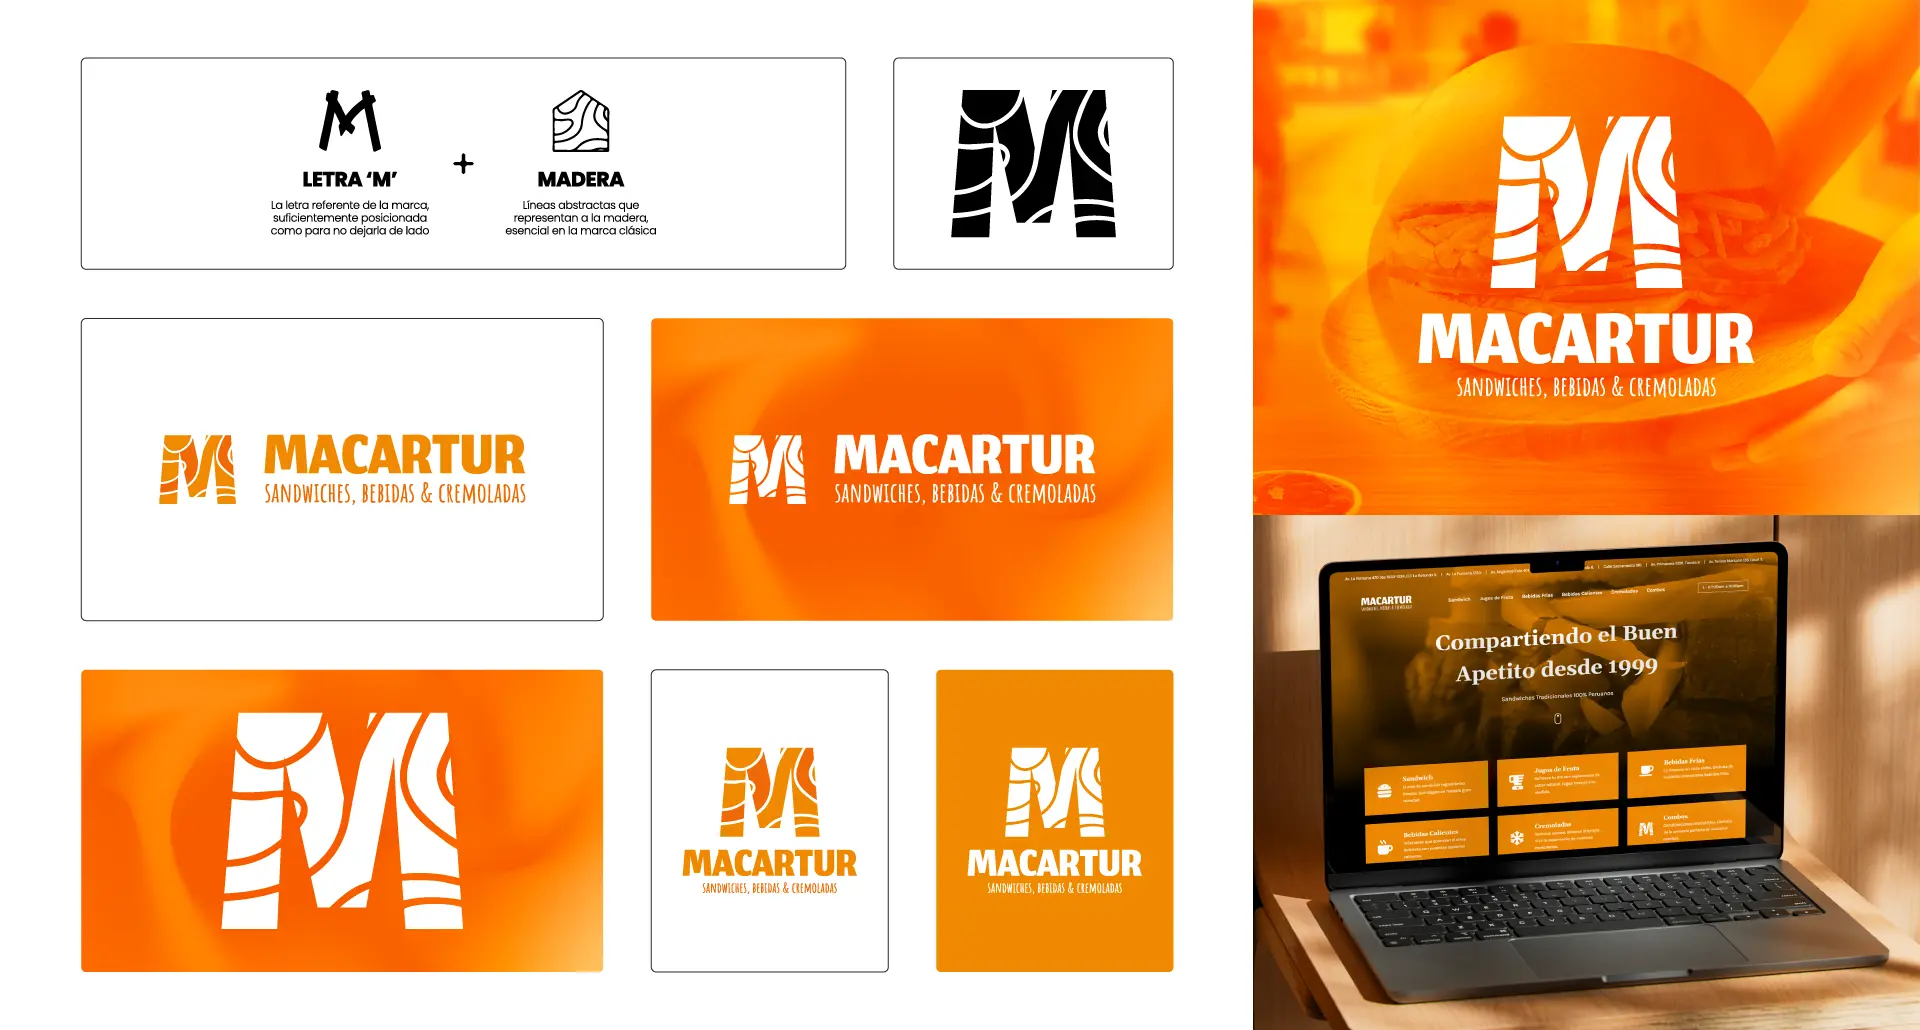 LETRA ‘M’
La letra referente de la marca,
suficientemente posicionada
como para no dejarla de lado
+
MADERA
Líneas abstractas que
representan a la madera,
esencial en la marca clásica
M
MACARTUR
SANDWICHES, BEBIDAS & CREMOLADAS
M MACARTUR
SANDWICHES, BEBIDAS & CREMOLADAS
M MACARTUR
SANDWICHES, BEBIDAS & CREMOLADAS
M
M
MACARTUR
SANDWICHES, BEBIDAS & CREMOLADAS
M
MACARTUR
SANDWICHES, BEBIDAS & CREMOLADAS
MACARTUR
Sandwich Jugos de Fruta Bebidas Frías Bebidas Calientes Cremoladas Combos
Compartiendo el Buen
Apetito desde 1999
Sandwiches Tradicionales 100% Peruanos
Sandwich
Jugos de Fruta
Bebidas Frías
Bebidas Calientes
Cremoladas
Combos